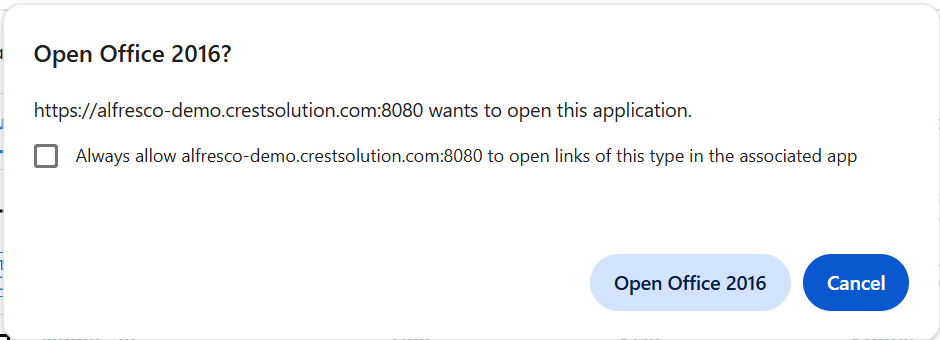 Open Office 2016?
https://alfresco-demo.crestsolution.com:8080 wants to open this application.
Always allow alfresco-demo.crestsolution.com:8080 to open links of this type in the associated app
Open Office 2016
Cancel